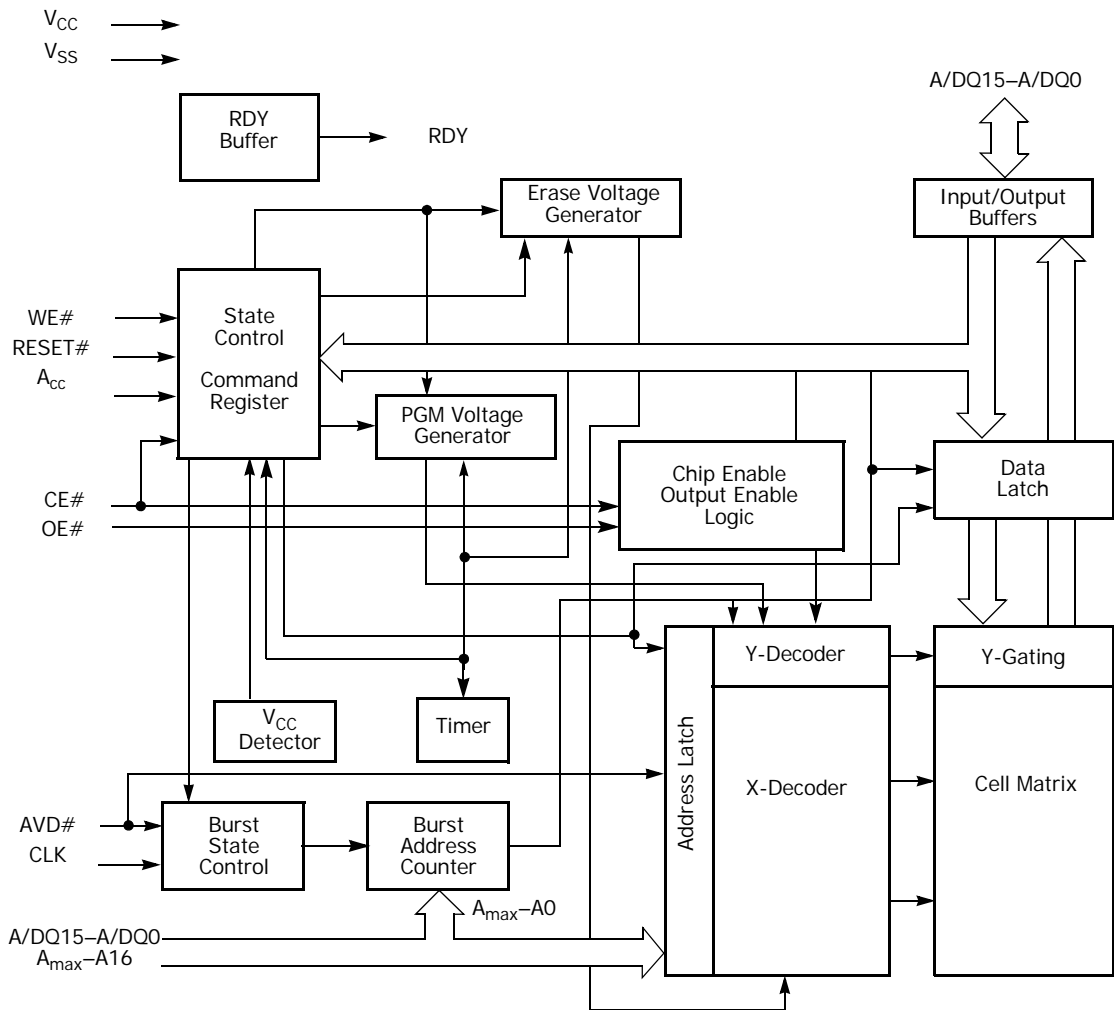 V_CC
V_SS
A/DQ15–A/DQ0
RDY
Buffer
RDY
Erase Voltage
Generator
Input/Output
Buffers
WE#
RESET#
A_cc
State
Control
Command
Register
PGM Voltage
Generator
Chip Enable
Output Enable
Logic
Data
Latch
CE#
OE#
Y-Decoder
Y-Gating
V_CC
Detector
Timer
Address Latch
X-Decoder
Cell Matrix
AVD#
CLK
Burst
State
Control
Burst
Address
Counter
A_max–A0
A/DQ15–A/DQ0
A_max–A16